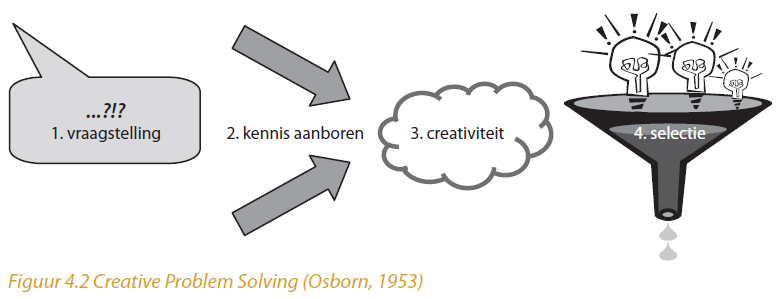 ...?!?
1. vraagstelling
2. kennis aanboren
3. creativiteit
4. selectie
Figuur 4.2 Creative Problem Solving (Osborn, 1953)